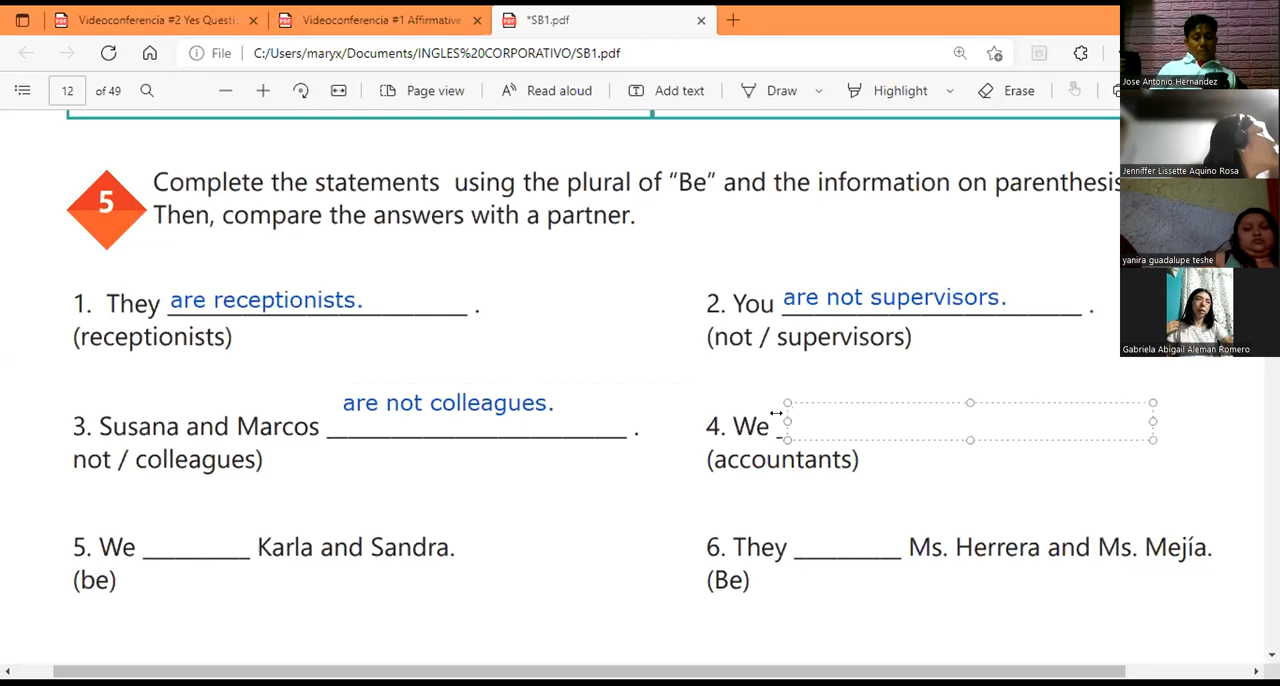 Videoconferencia #2 Yes Questi
Videoconferencia #1 Affirmative
*SB1.pdf
File
C:/Users/maryx/Documents/INGLES%20CORPORATIVO/SB1.pdf
12 of 49
Page view
Read aloud
Add text
Draw
Highlight
Erase
5
Complete the statements using the plural of “Be” and the information on parenthesis
Then, compare the answers with a partner.
1. They are receptionists. .
(receptionists)
2. You are not supervisors. .
(not / supervisors)
3. Susana and Marcos are not colleagues. .
not / colleagues)
4. We
(accountants)
5. We ________ Karla and Sandra.
(be)
6. They ________ Ms. Herrera and Ms. Mejía.
(Be)
Jose Antonio Hernandez
Jenniffer Lissette Aquino Rosa
yanira guadalupe teshe
Gabriela Abigail Aleman Romero